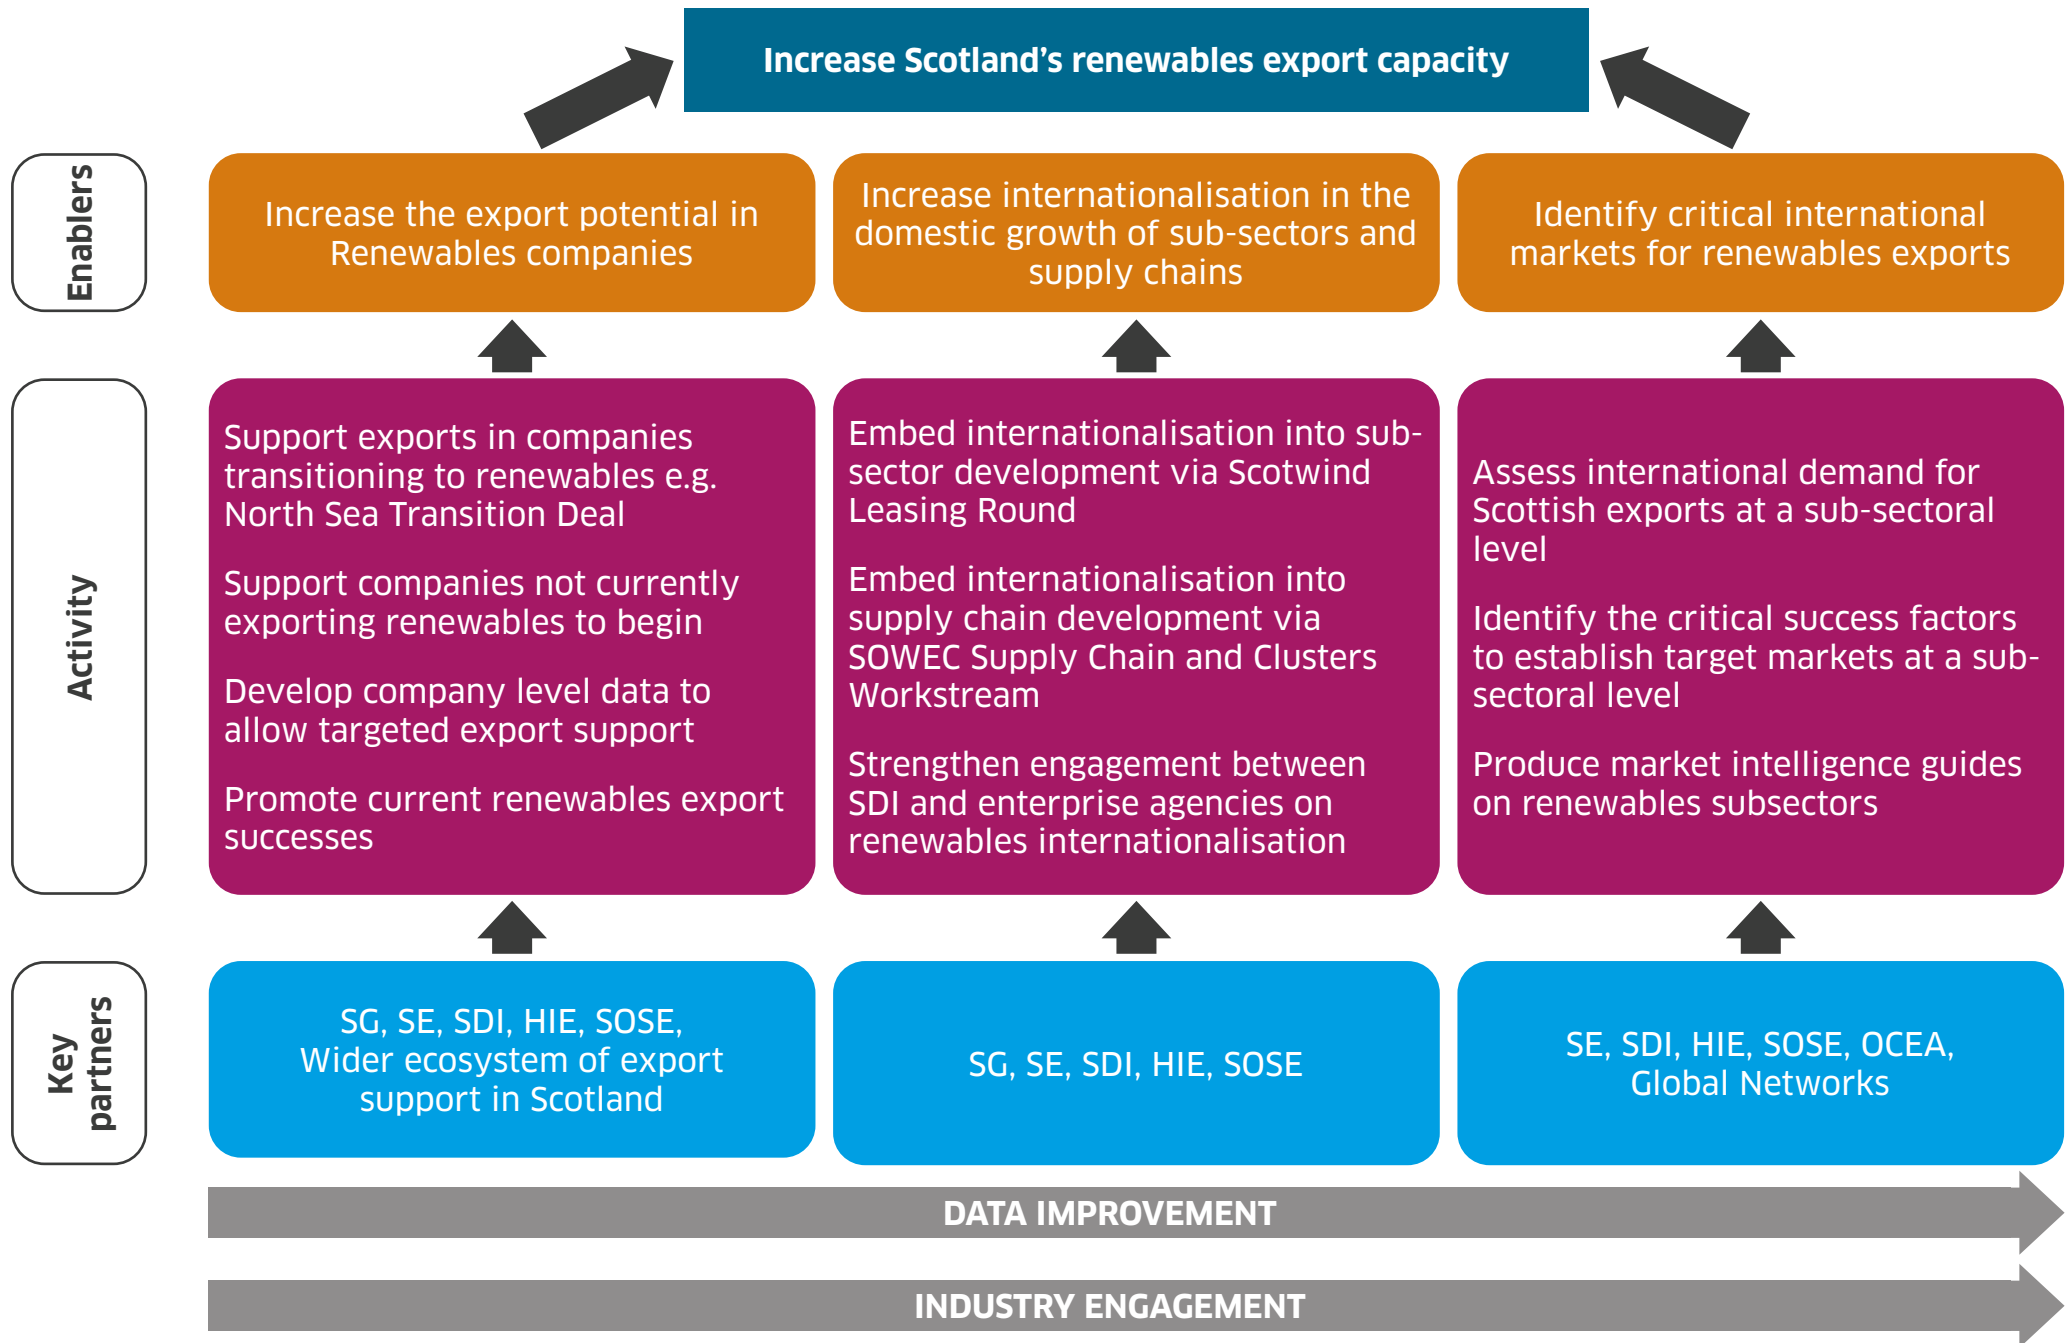 Increase Scotland's renewables export capacity
Enablers
Increase the export potential in
Renewables companies
Increase internationalisation in the
domestic growth of sub-sectors and
supply chains
Identify critical international
markets for renewables exports
Activity
Support exports in companies
transitioning to renewables e.g.
North Sea Transition Deal
Support companies not currently
exporting renewables to begin
Develop company level data to
allow targeted export support
Promote current renewables export
successes
Embed internationalisation into sub-
sector development via Scotwind
Leasing Round
Embed internationalisation into
supply chain development via
SOWEC Supply Chain and Clusters
Workstream
Strengthen engagement between
SDI and enterprise agencies on
renewables internationalisation
Assess international demand for
Scottish exports at a sub-sectoral
level
Identify the critical success factors
to establish target markets at a sub-
sectoral level
Produce market intelligence guides
on renewables subsectors
Key
partners
SG, SE, SDI, HIE, SOSE,
Wider ecosystem of export
support in Scotland
SG, SE, SDI, HIE, SOSE
SE, SDI, HIE, SOSE, OCEA,
Global Networks
DATA IMPROVEMENT
INDUSTRY ENGAGEMENT